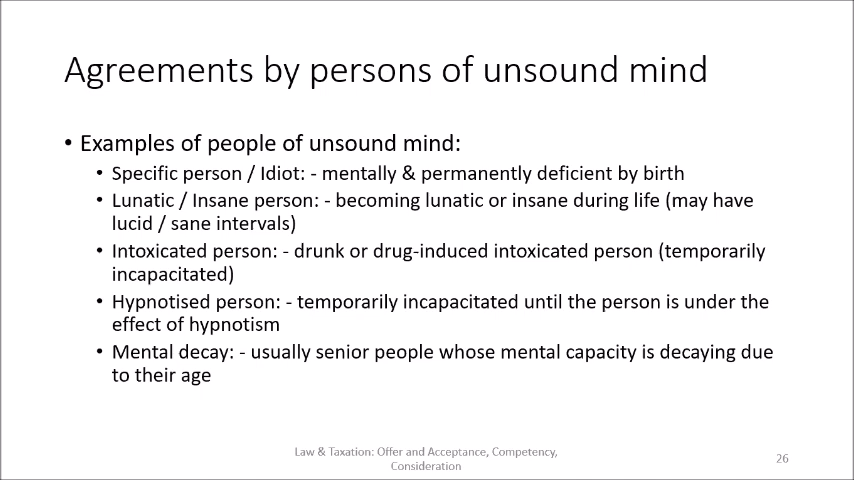 Agreements by persons of unsound mind
• Examples of people of unsound mind:
• Specific person / Idiot: - mentally & permanently deficient by birth
• Lunatic / Insane person: - becoming lunatic or insane during life (may have
lucid / sane intervals)
• Intoxicated person: - drunk or drug-induced intoxicated person (temporarily
incapacitated)
• Hypnotised person: - temporarily incapacitated until the person is under the
effect of hypnotism
• Mental decay: - usually senior people whose mental capacity is decaying due
to their age
Law & Taxation: Offer and Acceptance, Competency,
Consideration
26